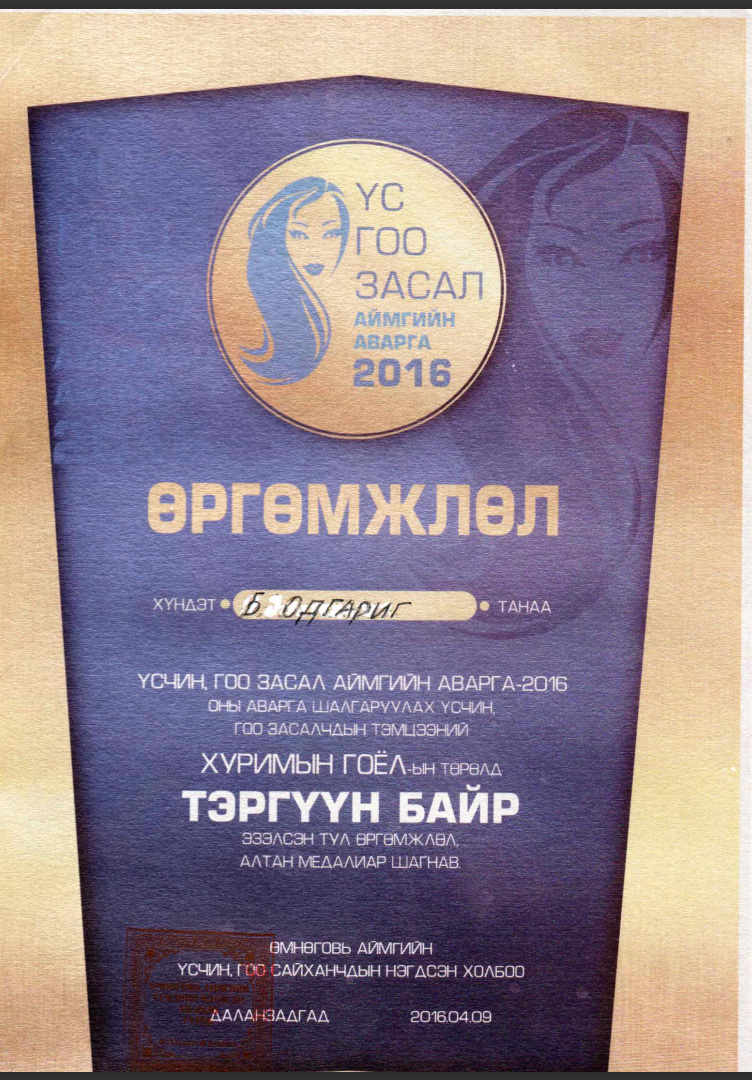 ҮС
ГОО
ЗАСАЛ
АЙМГИЙН
АВАРГА
2016
ӨРГӨМЖЛӨЛ
ХҮНДЭТ • Б. ОДГАРИГ • ТАНАА
ҮСЧИН, ГОО ЗАСАЛ АЙМГИЙН АВАРГА-2016
ОНЫ АВАРГА ШАЛГАРУУЛАХ ҮСЧИН,
ГОО ЗАСАЛЧДЫН ТЭМЦЭЭНИЙ
ХУРИМЫН ГОЁЛ-ЫН ТӨРӨЛД
ТЭРГҮҮН БАЙР
ЭЗЭЛСЭН ТУЛ ӨРГӨМЖЛӨЛ,
АЛТАН МЕДАЛИАР ШАГНАВ.
ӨМНӨГОВЬ АЙМГИЙН
ҮСЧИН, ГОО САЙХАНЧДЫН НЭГДСЭН ХОЛБОО
ДАЛАНЗАДГАД 2016.04.09